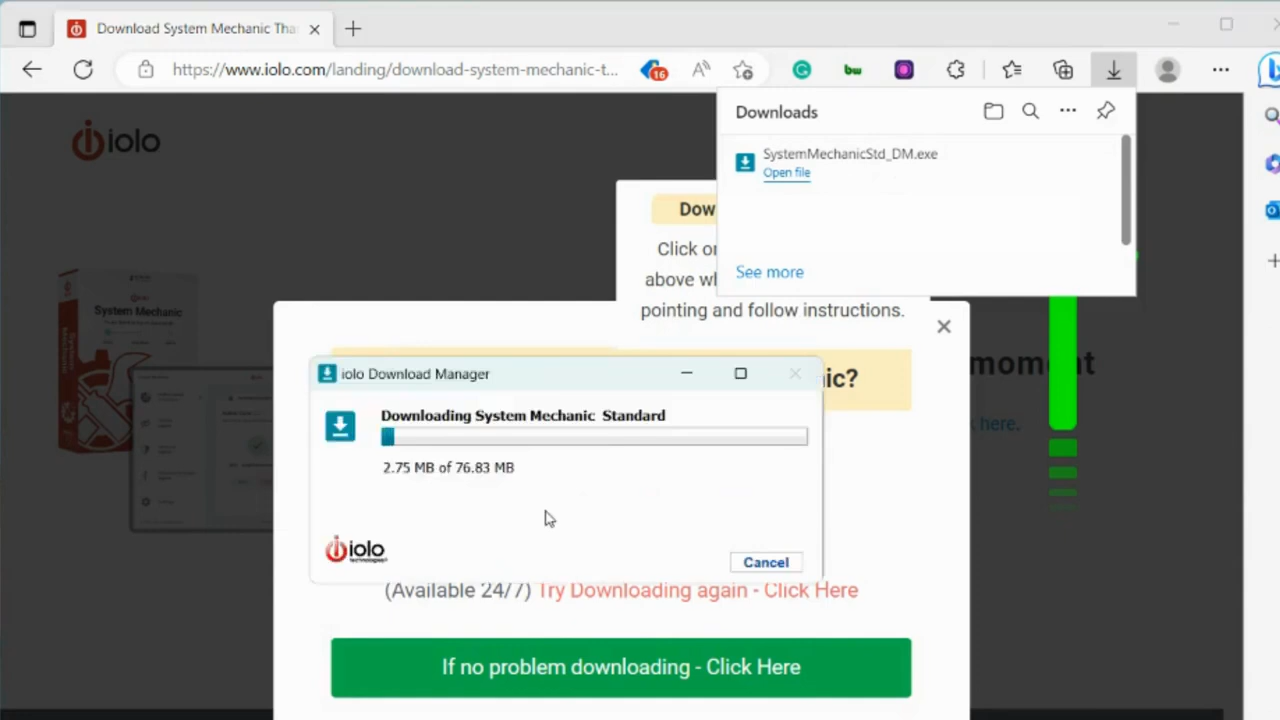 Download System Mechanic Tha
https://www.iolo.com/landing/download-system-mechanic-t...
16
bw
Downloads
SystemMechanicStd_DM.exe
Open file
See more
iolo
System Mechanic
Dow
Click or
above wh
pointing and follow instructions.
moment
here.
ic?
iolo Download Manager
Downloading System Mechanic Standard
2.75 MB of 76.83 MB
iolo
technologies
Cancel
(Available 24/7) Try Downloading again - Click Here
If no problem downloading - Click Here